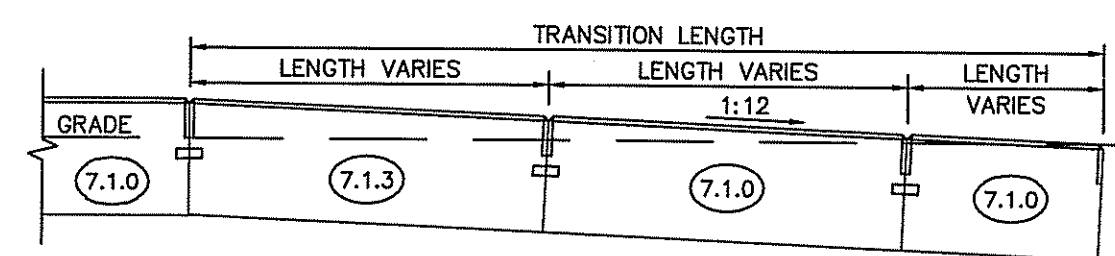 TRANSITION LENGTH
LENGTH VARIES
LENGTH VARIES
LENGTH
VARIES
1:12
GRADE
7.1.0
7.1.3
7.1.0
7.1.0